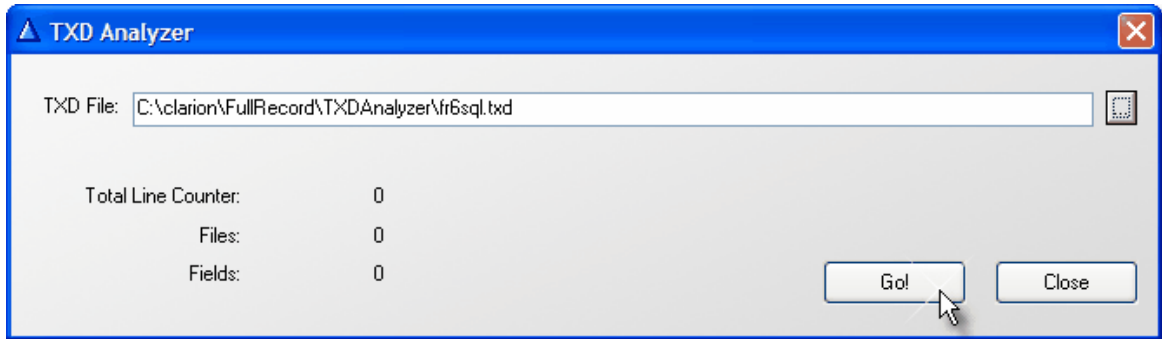 TXD Analyzer
TXD File: C:\clarion\FullRecord\TXDAnalyzer\fr6sql.txd
Total Line Counter: 0
Files: 0
Fields: 0
Go! Close